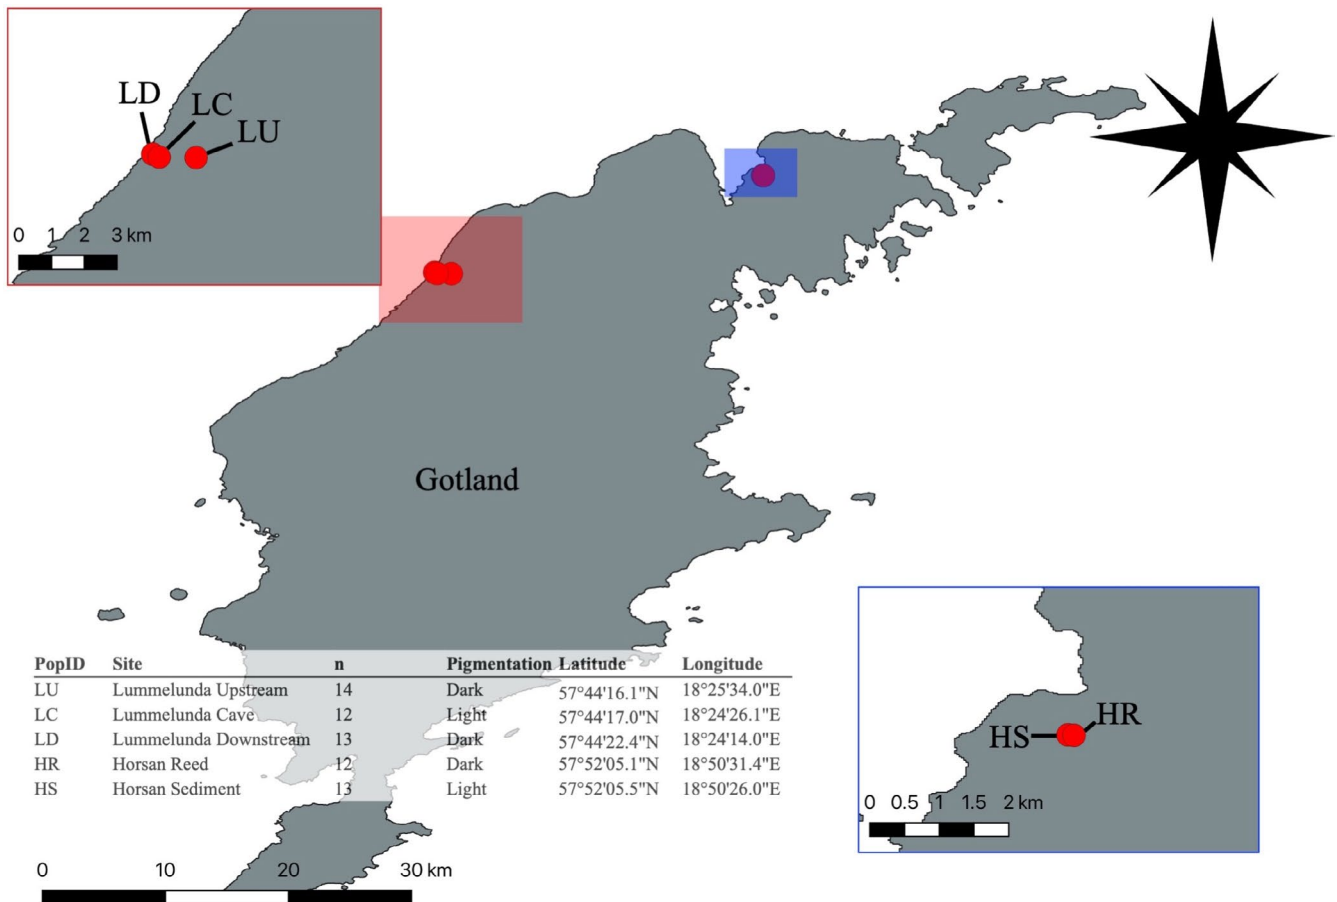 LD
LC
LU
0 1 2 3 km
Gotland
PopID Site n Pigmentation Latitude Longitude
LU Lummelunda Upstream 14 Dark 57°44'16.1"N 18°25'34.0"E
LC Lummelunda Cave 12 Light 57°44'17.0"N 18°24'26.1"E
LD Lummelunda Downstream 13 Dark 57°44'22.4"N 18°24'14.0"E
HR Horsan Reed 12 Dark 57°52'05.1"N 18°50'31.4"E
HS Horsan Sediment 13 Light 57°52'05.5"N 18°50'26.0"E
HR
HS
0 0.5 1 1.5 2 km
0 10 20 30 km